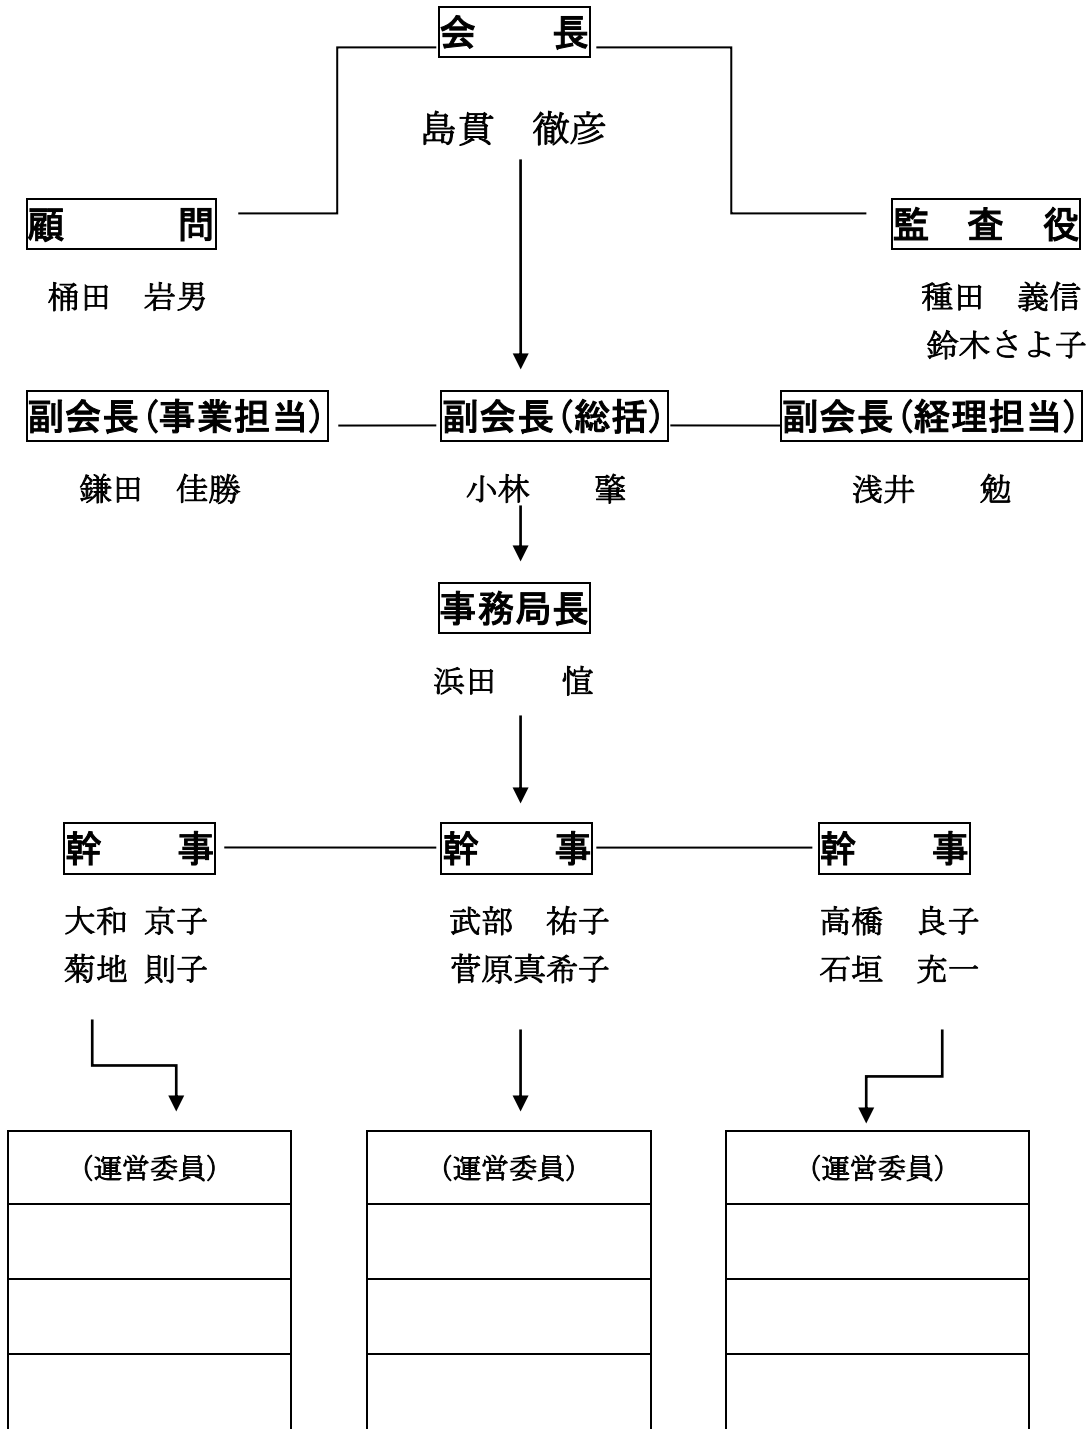 会　　長
島貫　徹彦
顧　　　問
監　査　役
桶田　岩男
種田　義信
鈴木さよ子
副会長（事業担当）
副会長（総括）
副会長（経理担当）
鎌田　佳勝
小林　　肇
浅井　　勉
事務局長
浜田　　愃
幹　　事
幹　　事
幹　　事
大和 京子
武部　祐子
高橋　良子
菊地 則子
菅原真希子
石垣　充一
（運営委員）
（運営委員）
（運営委員）